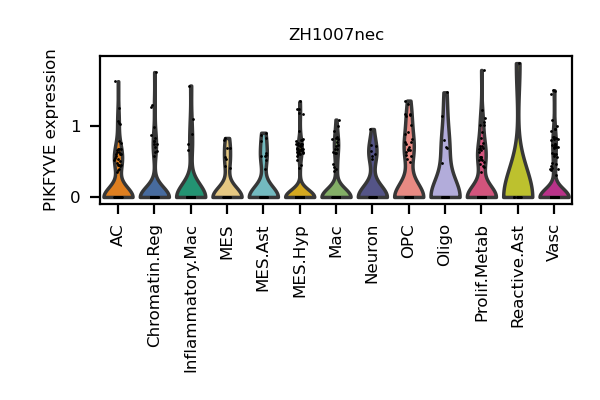 ZH1007nec
PIKFYVE expression
1
0
AC
Chromatin.Reg
Inflammatory.Mac
MES
MES.Ast
MES.Hyp
Mac
Neuron
OPC
Oligo
Prolif.Metab
Reactive.Ast
Vasc